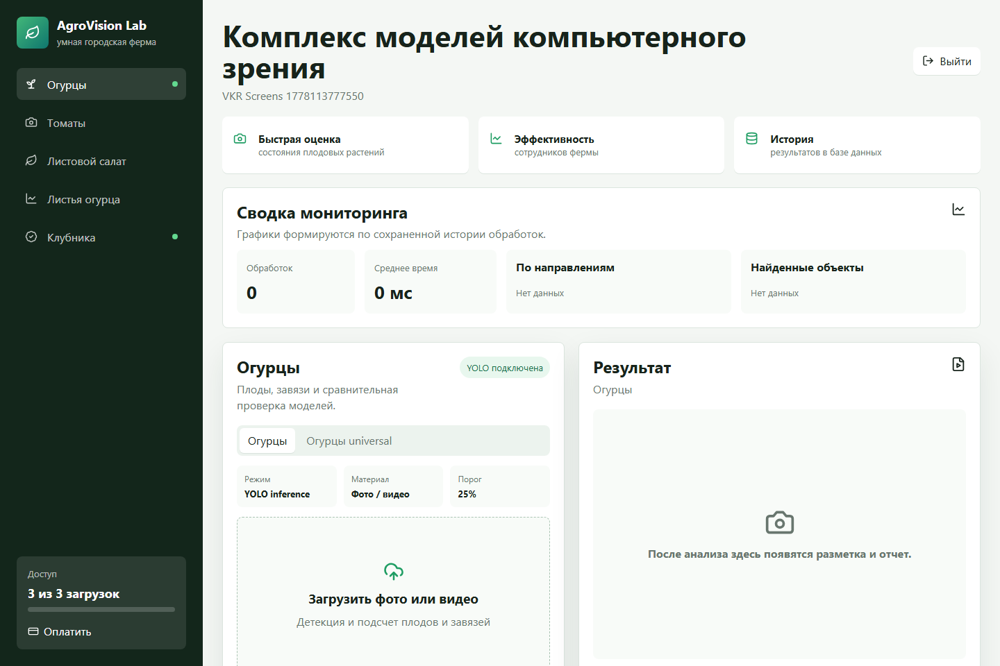 AgroVision Lab
умная городская ферма
Огурцы
Томаты
Листовой салат
Листья огурца
Клубника
Доступ
3 из 3 загрузок
Оплатить
Комплекс моделей компьютерного
зрения
VKR Screens 1778113777550
Выйти
Быстрая оценка
состояния плодовых растений
Эффективность
сотрудников фермы
История
результатов в базе данных
Сводка мониторинга
Графики формируются по сохраненной истории обработок.
Обработок
0
Среднее время
0 мс
По направлениям
Нет данных
Найденные объекты
Нет данных
Огурцы
YOLO подключена
Плоды, завязи и сравнительная
проверка моделей.
Огурцы
Огурцы universal
Режим
YOLO inference
Материал
Фото / видео
Порог
25%
Загрузить фото или видео
Детекция и подсчет плодов и завязей
Результат
Огурцы
После анализа здесь появятся разметка и отчет.